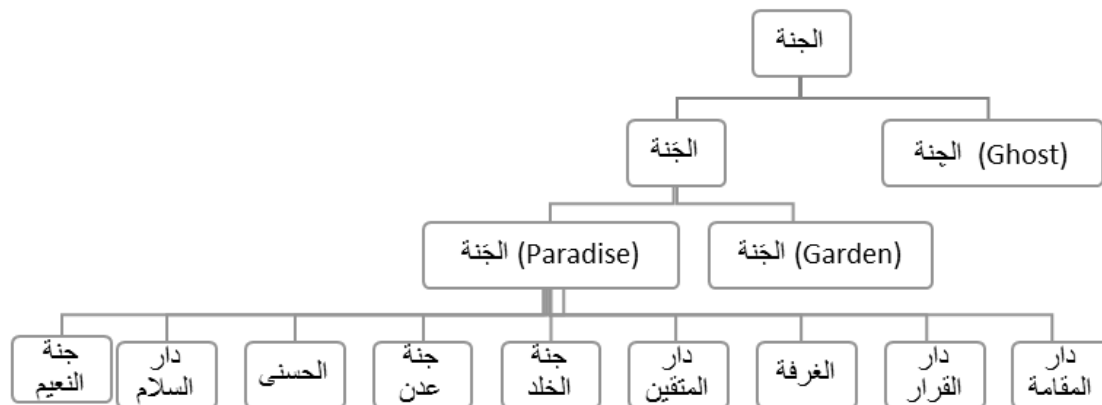 الجنة
الجَنة
الجِنة (Ghost)
الجَنة (Paradise)
الجَنة (Garden)
جنة
النعيم
دار
السلام
الحسنى
جنة
عدن
جنة
الخلد
دار
المتقين
الغرفة
دار
القرار
دار
المقامة